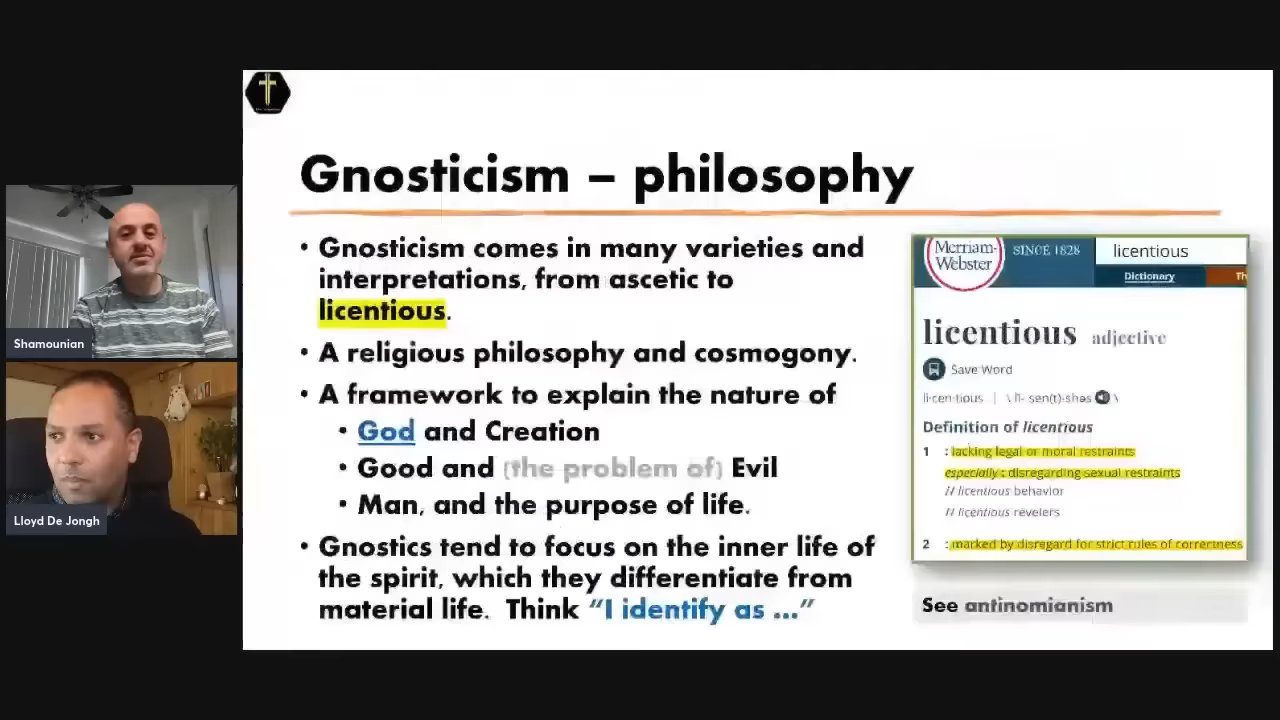 Gnosticism – philosophy
• Gnosticism comes in many varieties and
interpretations, from ascetic to
licentious.
• A religious philosophy and cosmogony.
• A framework to explain the nature of
• God and Creation
• Good and (the problem of) Evil
• Man, and the purpose of life.
• Gnostics tend to focus on the inner life of
the spirit, which they differentiate from
material life. Think “I identify as ...”
Merriam-
Webster
SINCE 1828
licentious
Dictionary
Th
licentious adjective
Save Word
li·cen·tious | \ lī-ˈsen(t)-shəs \
Definition of licentious
1 : lacking legal or moral restraints
especially : disregarding sexual restraints
// licentious behavior
// licentious revelers
2 : marked by disregard for strict rules of correctness
See antinomianism
Shamounian
Lloyd De Jongh